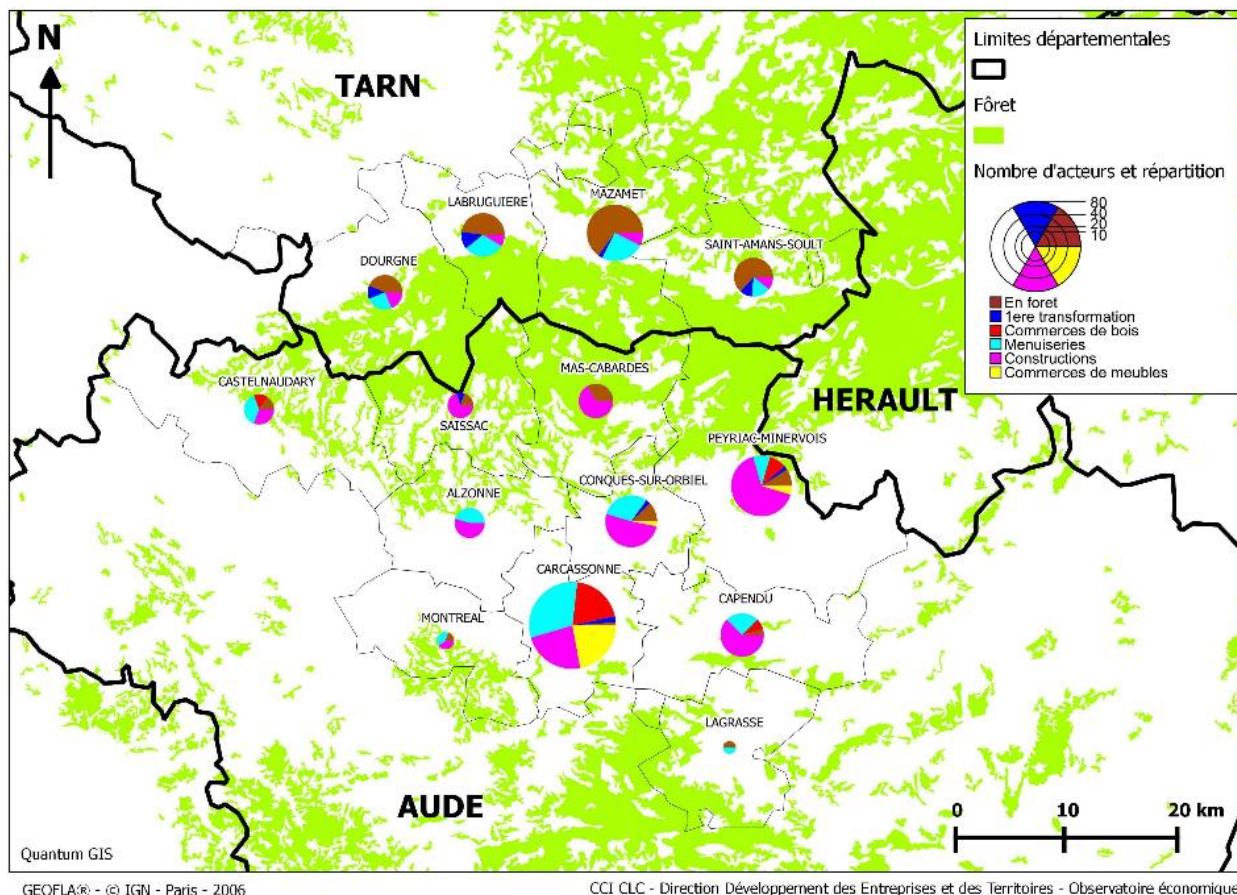 N
TARN
LABRUGUIERE
MAZAMET
SAINT-AMANS-SOULT
DOURGNE
CASTELNAUDARY
SAISSAC
MAS-CABARDES
HERAULT
PEYRIAC-MINERVOIS
ALZONNE
CONQUES-SUR-ORBIEL
CARCASSONNE
MONTREAL
CAPENDU
LAGRASSE
AUDE
Limites départementales
Fôret
Nombre d'acteurs et répartition
80
40
20
10
En foret
1ere transformation
Commerces de bois
Menuiseries
Constructions
Commerces de meubles
0 10 20 km
Quantum GIS
GEOFLA® - © IGN - Paris - 2006
CCI CLC - Direction Développement des Entreprises et des Territoires - Observatoire économique